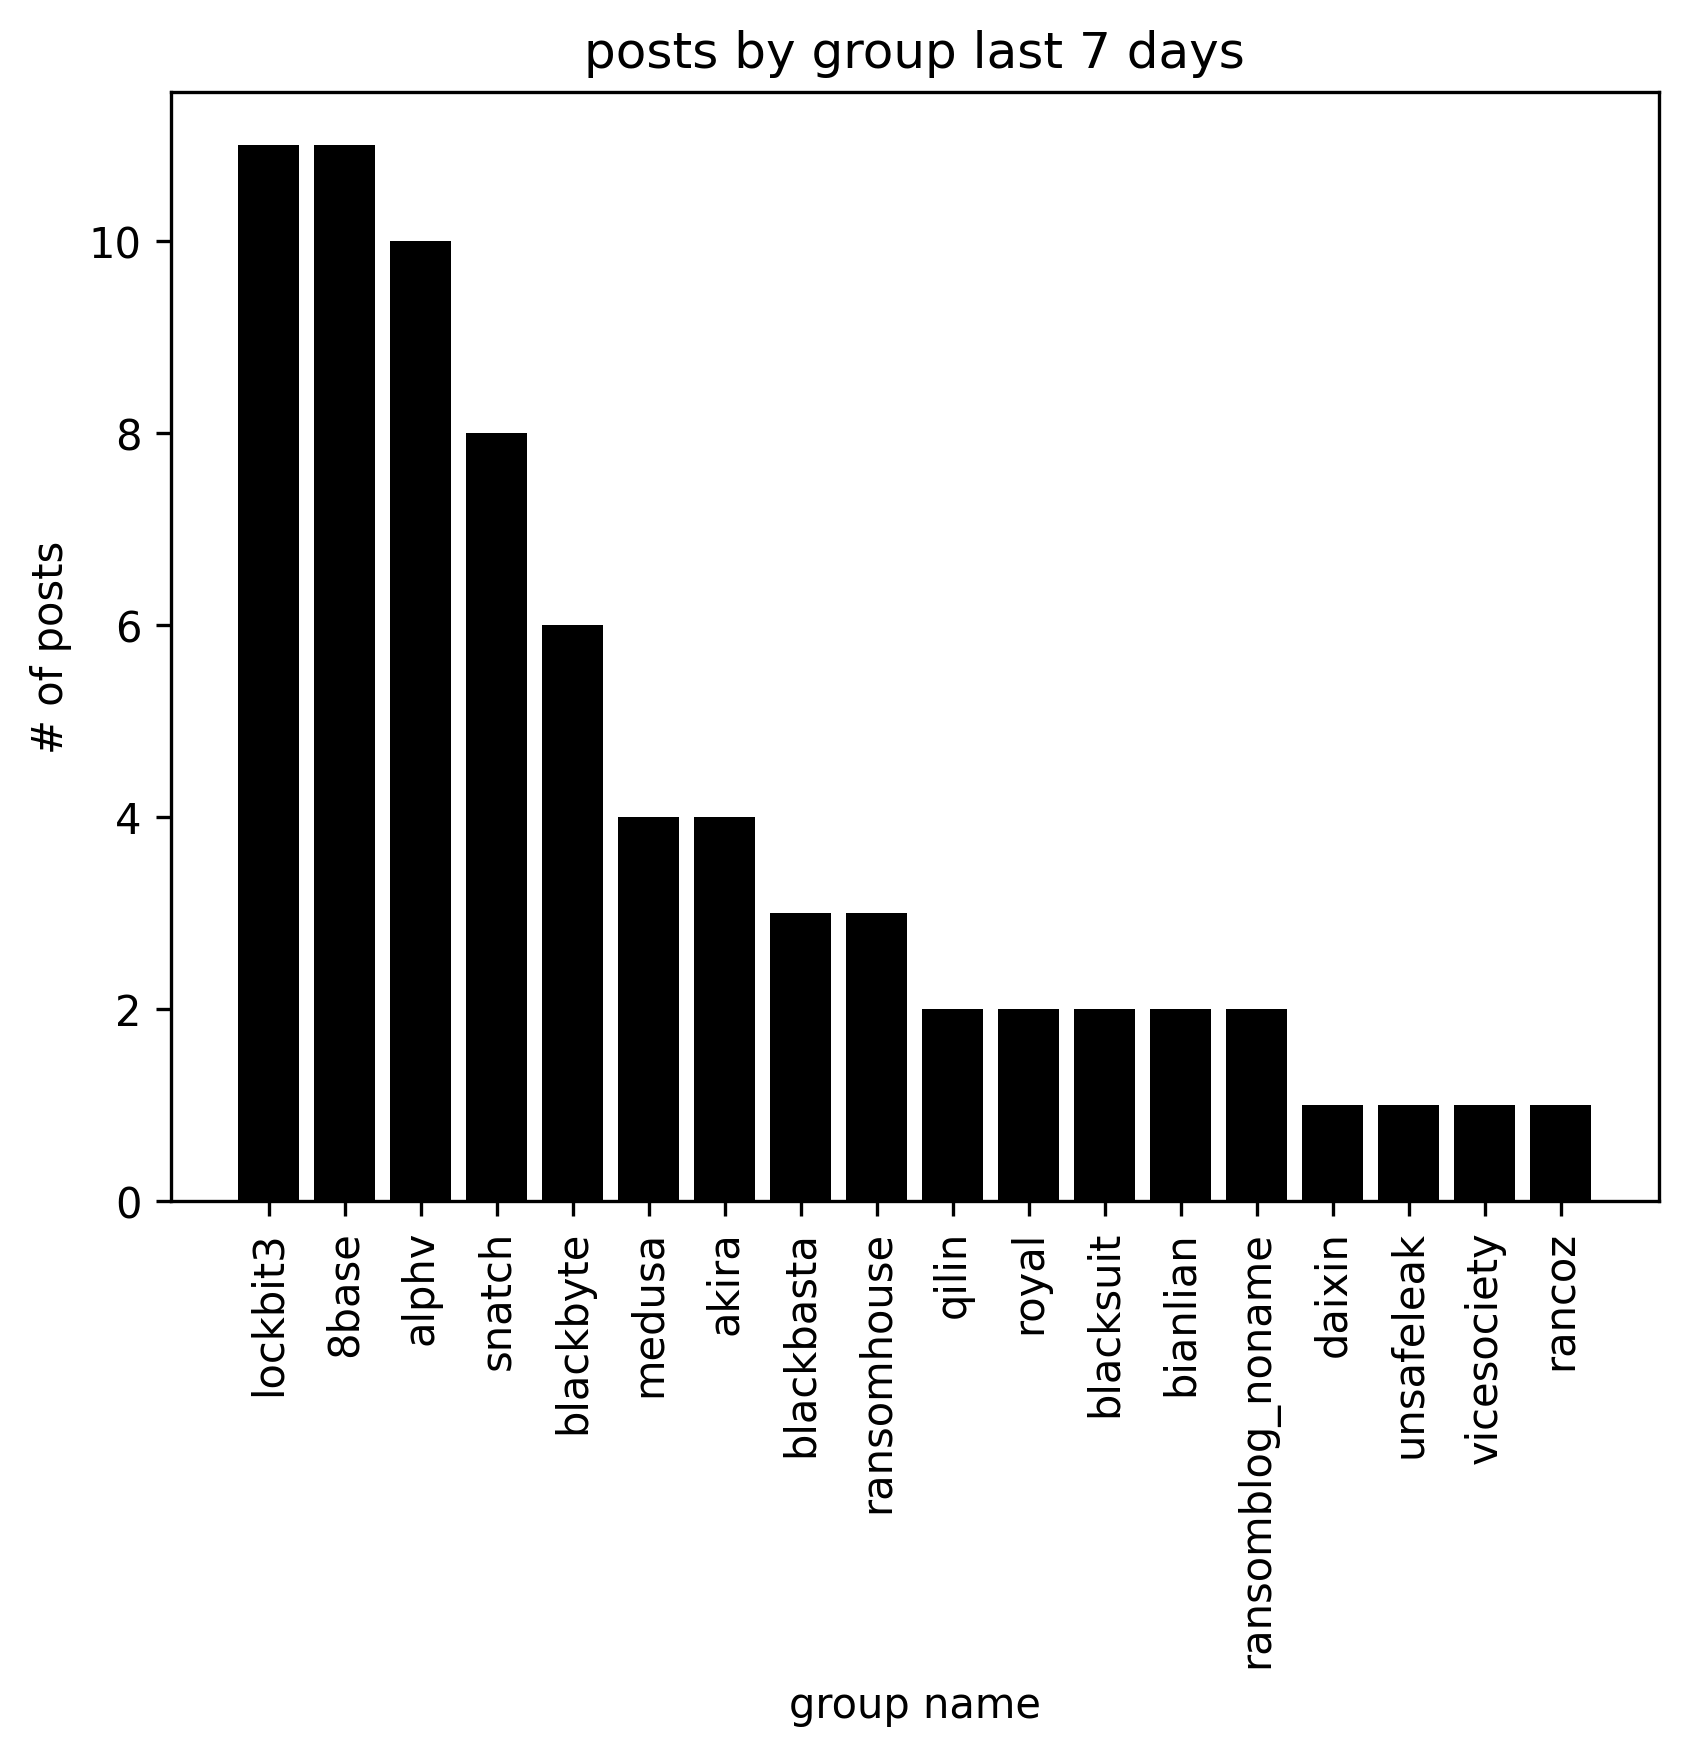 posts by group last 7 days
# of posts
10
8
6
4
2
0
lockbit3
8base
alphv
snatch
blackbyte
medusa
akira
blackbasta
ransomhouse
qilin
royal
blacksuit
bianlian
ransomblog_noname
daixin
unsafeleak
vicesociety
rancoz
group name